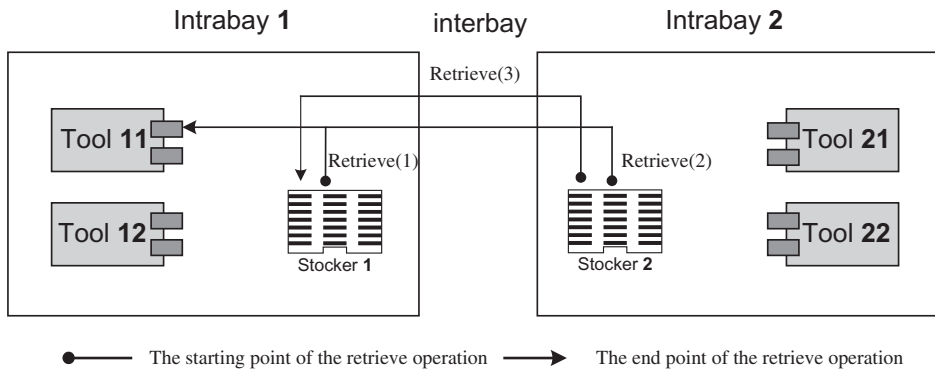 Intrabay 1 interbay Intrabay 2
Retrieve(3)
Tool 11 Tool 21
Retrieve(1) Retrieve(2)
Tool 12 Tool 22
Stocker 1 Stocker 2
The starting point of the retrieve operation The end point of the retrieve operation